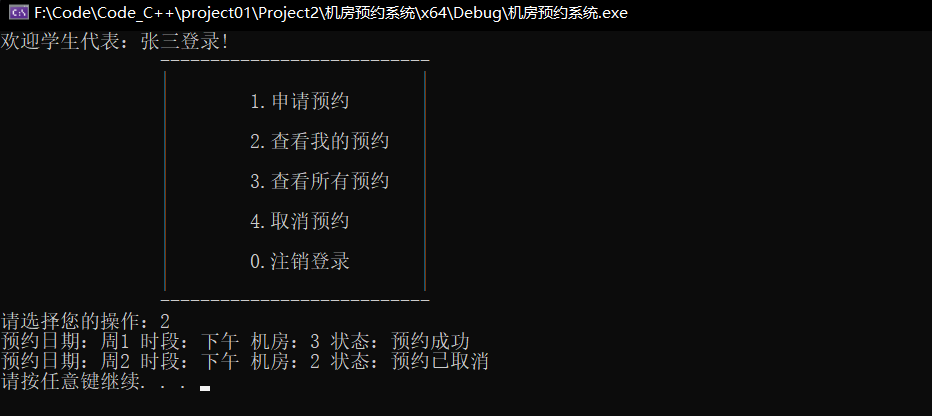 F:\Code\Code_C++\project01\Project2\机房预约系统\x64\Debug\机房预约系统.exe
欢迎学生代表：张三登录!
---------------------------
1.申请预约
2.查看我的预约
3.查看所有预约
4.取消预约
0.注销登录
---------------------------
请选择您的操作：2
预约日期：周1 时段：下午 机房：3 状态：预约成功
预约日期：周2 时段：下午 机房：2 状态：预约已取消
请按任意键继续. . .